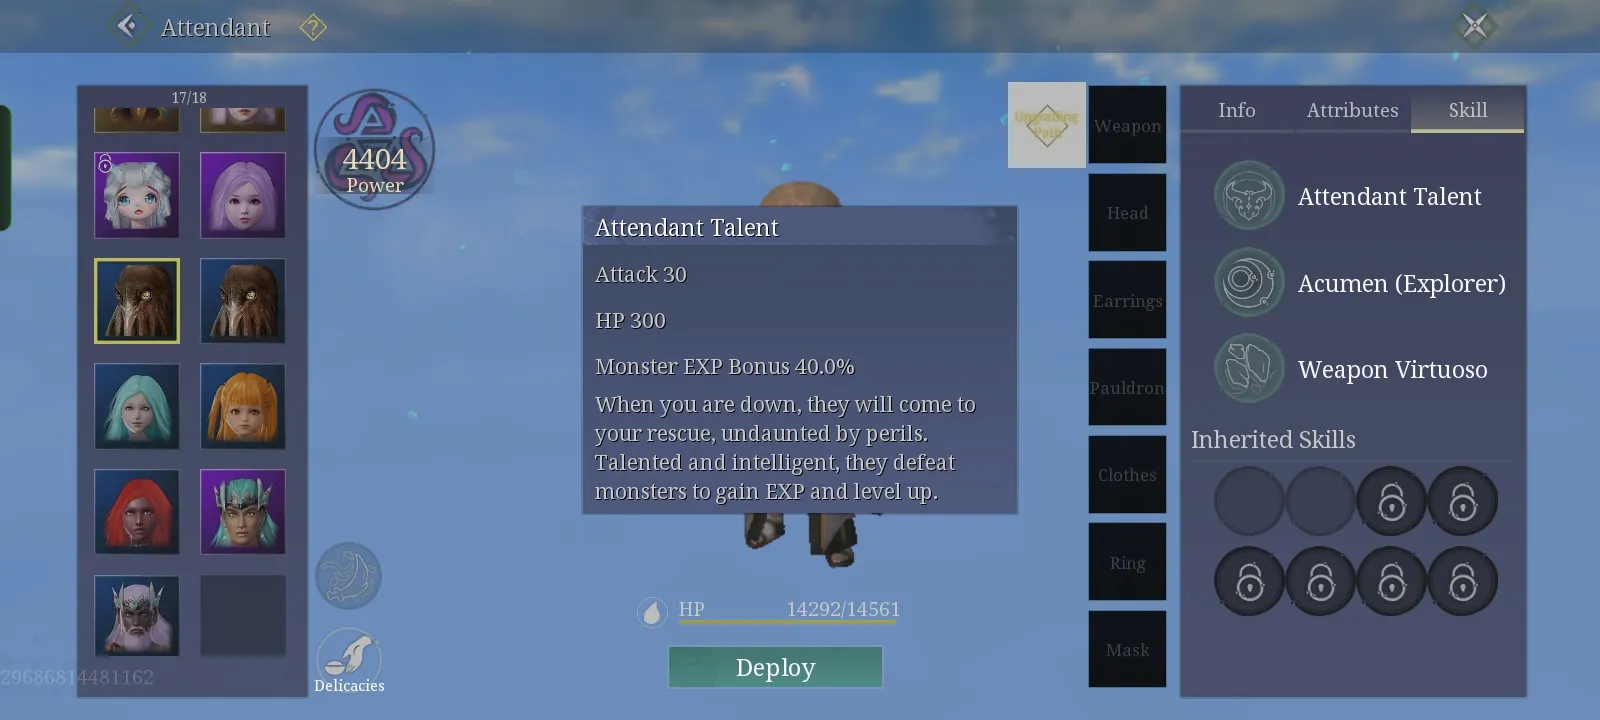 Attendant
?
17/18
4404
Power
Upgrading
Path
Weapon
Head
Earrings
Pauldron
Clothes
Ring
Mask
Info
Attributes
Skill
Attendant Talent
Acumen (Explorer)
Weapon Virtuoso
Inherited Skills
Attendant Talent
Attack 30
HP 300
Monster EXP Bonus 40.0%
When you are down, they will come to
your rescue, undaunted by perils.
Talented and intelligent, they defeat
monsters to gain EXP and level up.
HP 14292/14561
Deploy
Delicacies
29686814481162